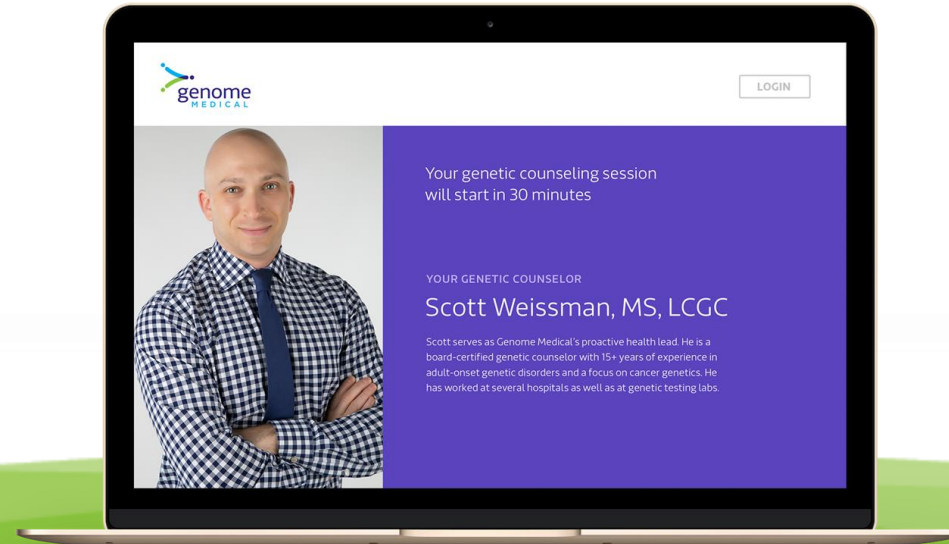 genome
MEDICAL
LOGIN
Your genetic counseling session
will start in 30 minutes
YOUR GENETIC COUNSELOR
Scott Weissman, MS, LCGC
Scott serves as Genome Medical's proactive health lead. He is a
board-certified genetic counselor with 15+ years of experience in
adult-onset genetic disorders and a focus on cancer genetics. He
has worked at several hospitals as well as at genetic testing labs.